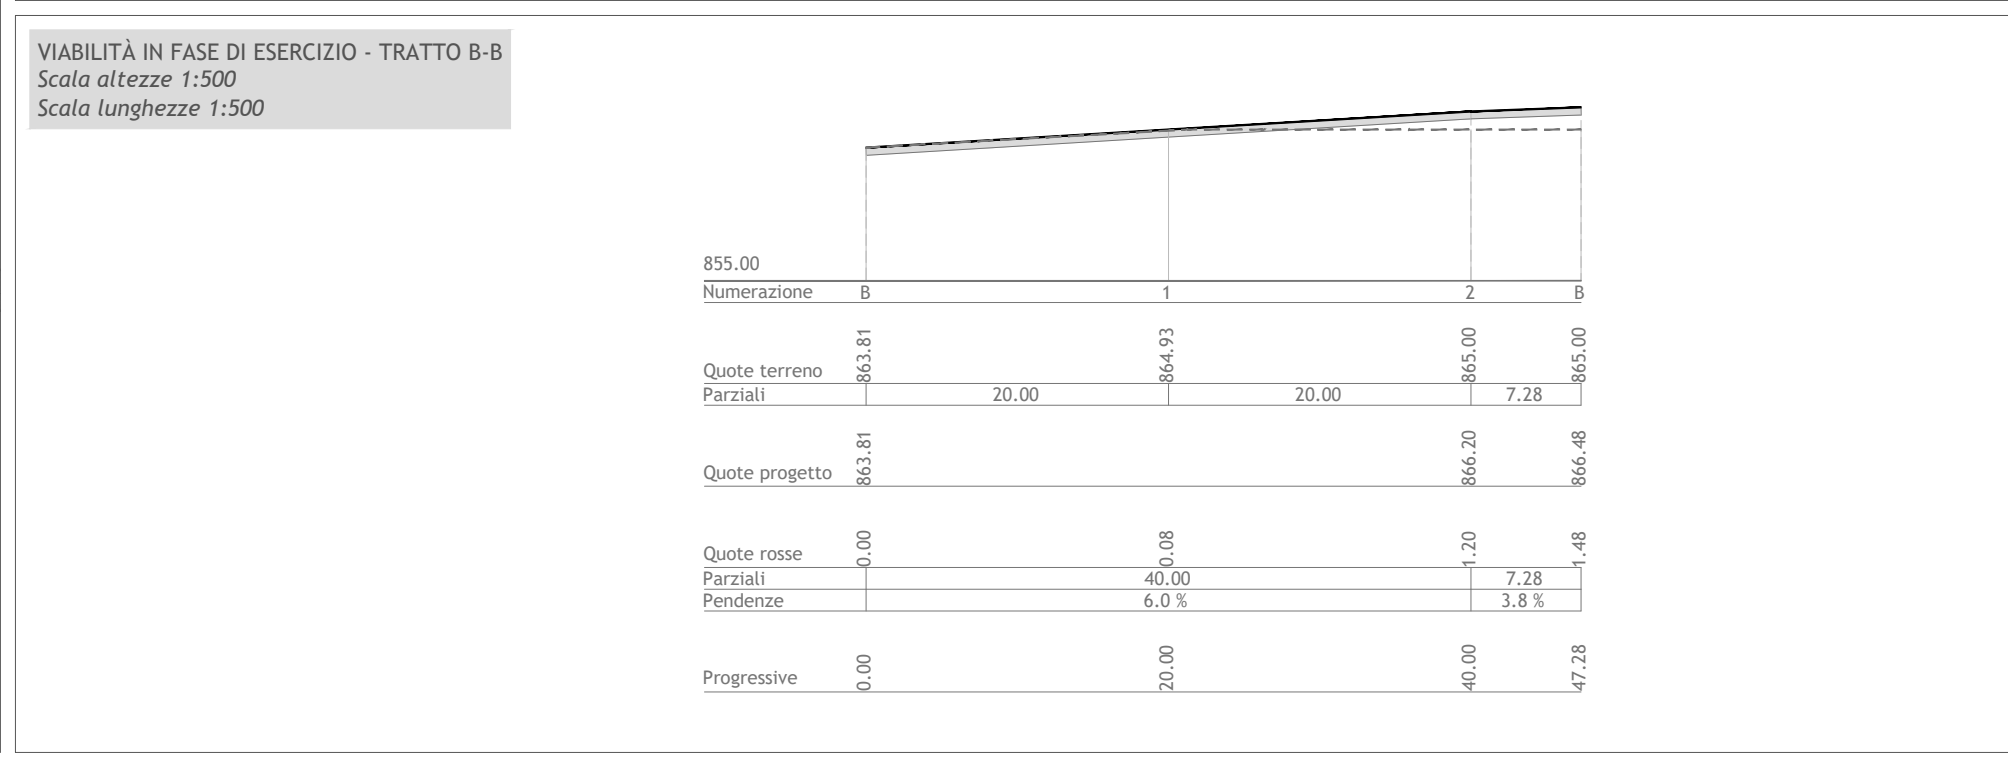 VIABILITÀ IN FASE DI ESERCIZIO - TRATTO B-B
Scala altezze 1:500
Scala lunghezze 1:500
855.00
Numerazione B 1 2 B
Quote terreno 863.81 864.93 865.00 865.00
Parziali 20.00 20.00 7.28
Quote progetto 863.81 866.20 866.48
Quote rosse 0.00 0.08 1.20 1.48
Parziali 40.00 7.28
Pendenze 6.0 % 3.8 %
Progressive 0.00 20.00 40.00 47.28